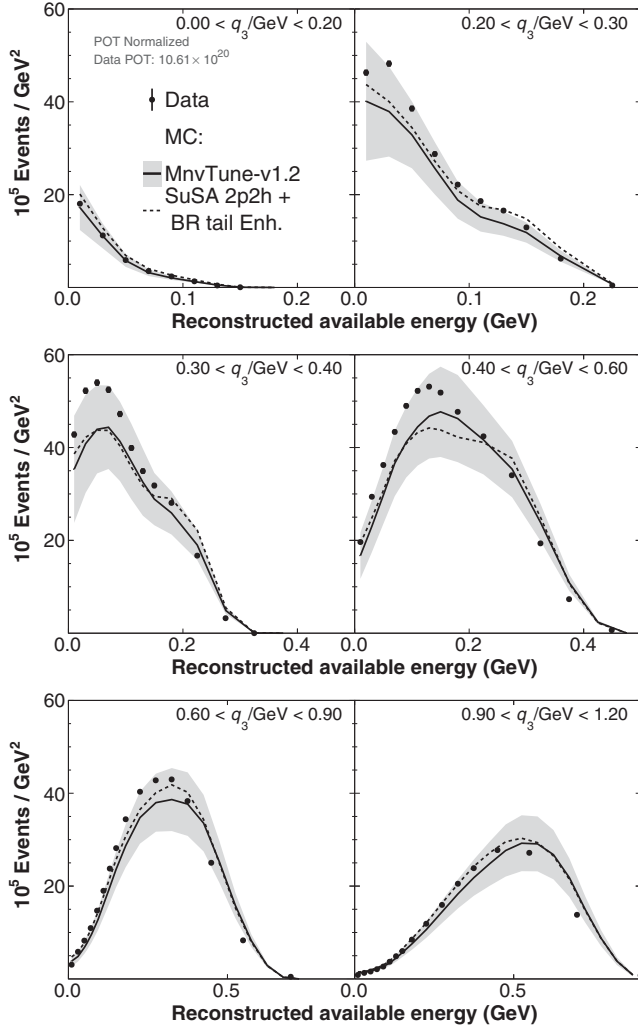 0.00 < q3/GeV < 0.20
0.20 < q3/GeV < 0.30
POT Normalized
Data POT: 10.61×10^20
Data
MC:
MnvTune-v1.2
SuSA 2p2h +
BR tail Enh.
10^5 Events / GeV^2
60
40
20
0.0 0.1 0.2
0.0 0.1 0.2
Reconstructed available energy (GeV)
Reconstructed available energy (GeV)
0.30 < q3/GeV < 0.40
0.40 < q3/GeV < 0.60
10^5 Events / GeV^2
60
40
20
0.0 0.2 0.4
0.0 0.2 0.4
Reconstructed available energy (GeV)
Reconstructed available energy (GeV)
0.60 < q3/GeV < 0.90
0.90 < q3/GeV < 1.20
10^5 Events / GeV^2
60
40
20
0.0 0.5
0.0 0.5
Reconstructed available energy (GeV)
Reconstructed available energy (GeV)